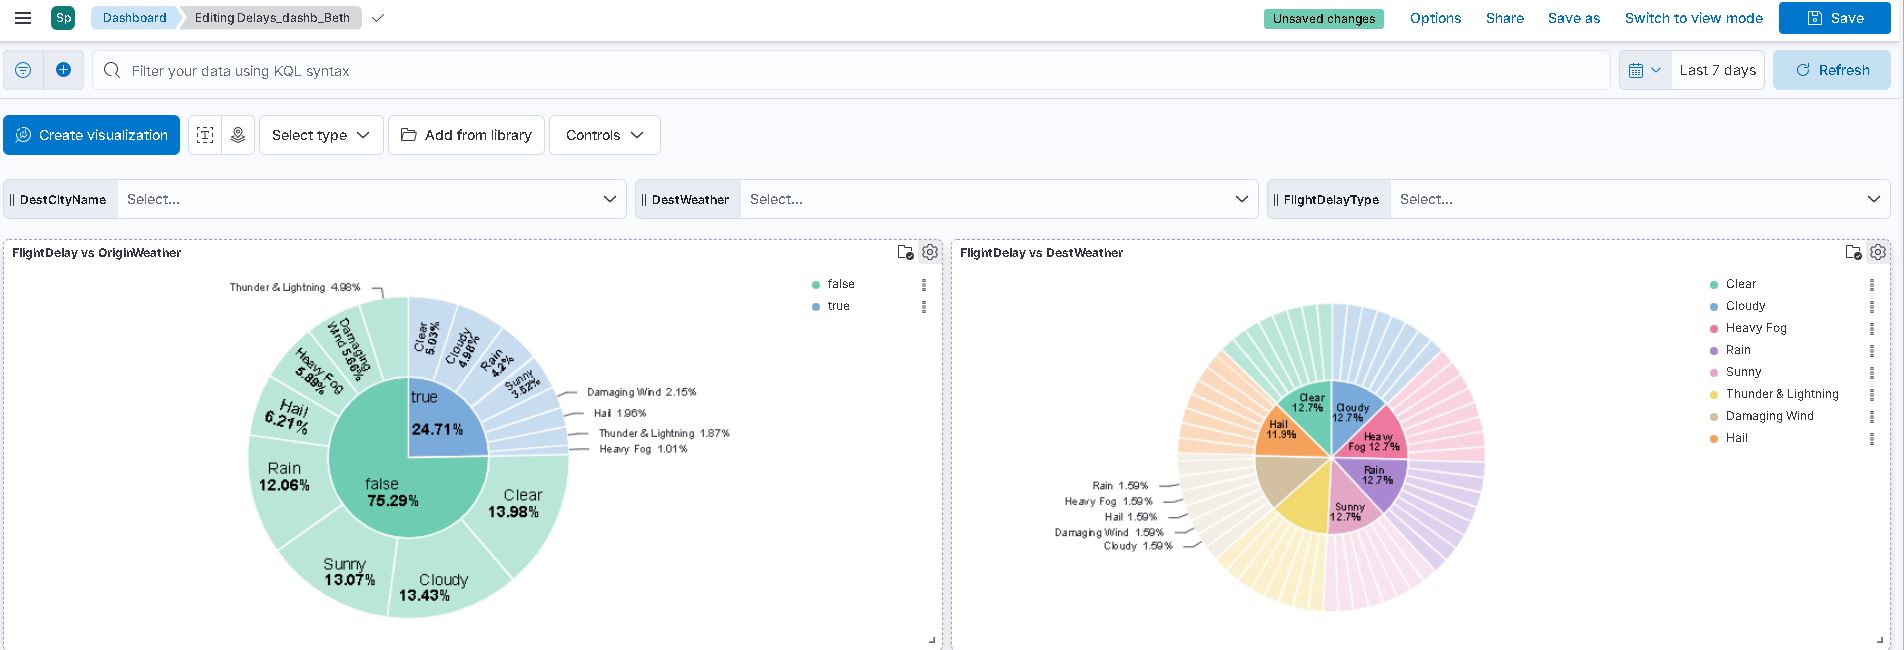 Sp Dashboard Editing Delays_dashb_Beth Unsaved changes Options Share Save as Switch to view mode Save
Filter your data using KQL syntax Last 7 days Refresh
Create visualization Select type Add from library Controls
DestCityName Select... DestWeather Select... FlightDelayType Select...
FlightDelay vs OriginWeather
Thunder & Lightning 4.98%
Clear 5.03%
Cloudy 4.98%
Rain 4.2%
Sunny 3.52%
Damaging Wind 2.15%
Hail 1.96%
Thunder & Lightning 1.87%
Heavy Fog 1.01%
Damaging Wind 5.66%
Heavy Fog 5.89%
Hail 6.21%
Rain 12.06%
Sunny 13.07%
Cloudy 13.43%
Clear 13.98%
true 24.71%
false 75.29%
false
true
FlightDelay vs DestWeather
Clear 12.7%
Cloudy 12.7%
Heavy Fog 12.7%
Rain 12.7%
Sunny 12.7%
Hail 11.9%
Rain 1.59%
Heavy Fog 1.59%
Hail 1.59%
Damaging Wind 1.59%
Cloudy 1.59%
Clear
Cloudy
Heavy Fog
Rain
Sunny
Thunder & Lightning
Damaging Wind
Hail